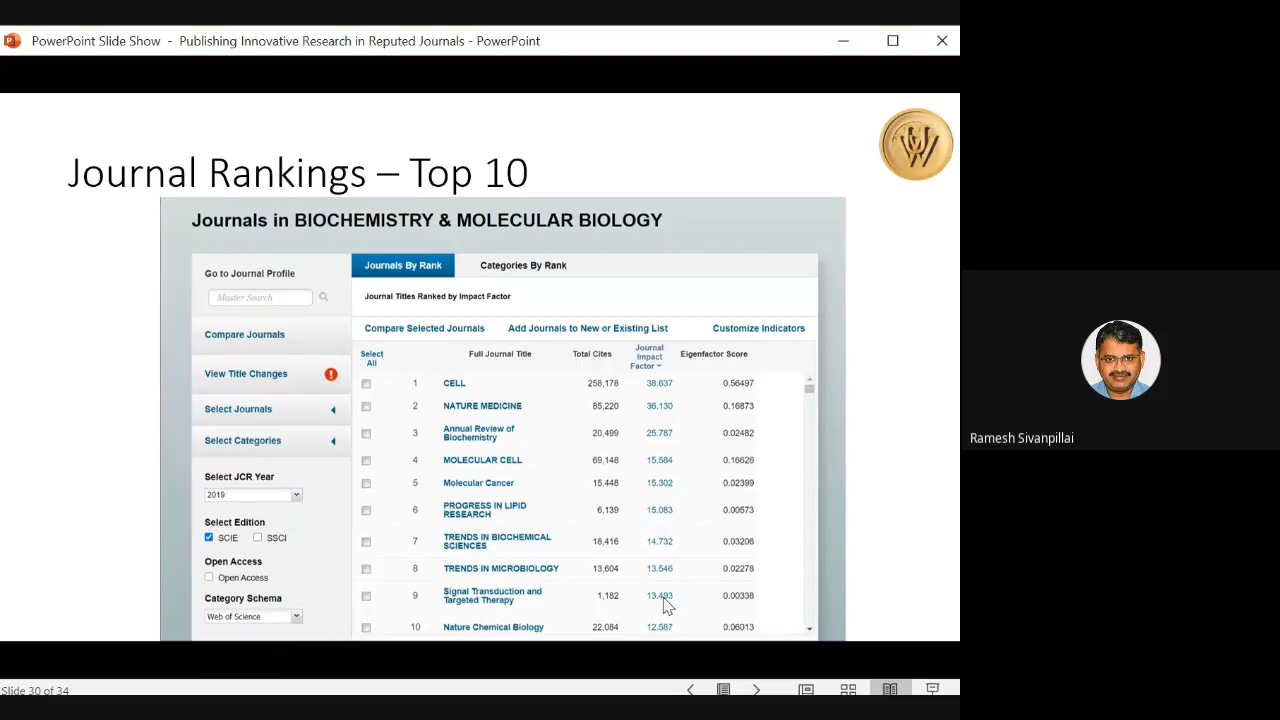 PowerPoint Slide Show - Publishing Innovative Research in Reputed Journals - PowerPoint
Journal Rankings – Top 10
Journals in BIOCHEMISTRY & MOLECULAR BIOLOGY
Go to Journal Profile
Master Search
Compare Journals
View Title Changes
Select Journals
Select Categories
Select JCR Year
2019
Select Edition
SCIE SSCI
Open Access
Open Access
Category Schema
Web of Science
Journals By Rank Categories By Rank
Journal Titles Ranked by Impact Factor
Compare Selected Journals Add Journals to New or Existing List Customize Indicators
Select All Full Journal Title Total Cites Journal Impact Factor Eigenfactor Score
1 CELL 258,178 38.637 0.56497
2 NATURE MEDICINE 85,220 36.130 0.16873
3 Annual Review of Biochemistry 20,499 25.787 0.02482
4 MOLECULAR CELL 69,148 15.584 0.16626
5 Molecular Cancer 15,448 15.302 0.02399
6 PROGRESS IN LIPID RESEARCH 6,139 15.083 0.00573
7 TRENDS IN BIOCHEMICAL SCIENCES 18,416 14.732 0.03206
8 TRENDS IN MICROBIOLOGY 13,604 13.546 0.02278
9 Signal Transduction and Targeted Therapy 1,182 13.493 0.00338
10 Nature Chemical Biology 22,084 12.587 0.06013
Slide 30 of 34
Ramesh Sivanpillai